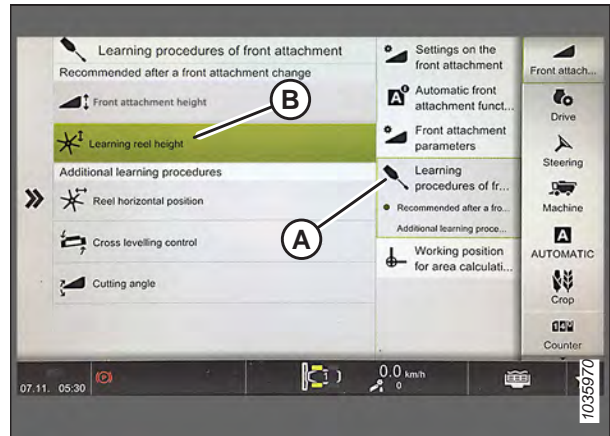 Learning procedures of front attachment
Recommended after a front attachment change
Front attachment height
Learning reel height
Additional learning procedures
Reel horizontal position
Cross levelling control
Cutting angle
B
A
Settings on the
front attachment
Automatic front
attachment funct...
Front attachment
parameters
Learning
procedures of fr...
Recommended after a fro...
Additional learning proce...
Working position
for area calculati...
Front attach...
Drive
Steering
Machine
AUTOMATIC
Crop
Counter
07.11. 05:30
0.0 km/h
0
1035970